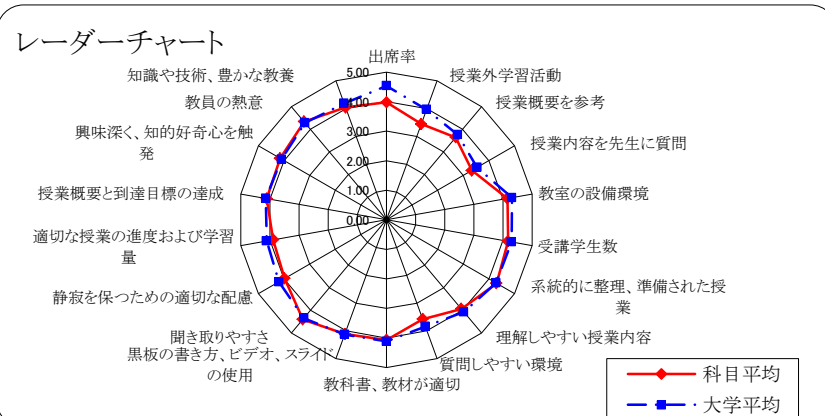 レーダーチャート
出席率
授業外学習活動
授業概要を参考
授業内容を先生に質問
教室の設備環境
受講学生数
系統的に整理、準備された授
業
理解しやすい授業内容
質問しやすい環境
教科書、教材が適切
黒板の書き方、ビデオ、スライド
の使用
聞き取りやすさ
静寂を保つための適切な配慮
適切な授業の進度および学習
量
授業概要と到達目標の達成
興味深く、知的好奇心を触
発
教員の熱意
知識や技術、豊かな教養
5.00
4.00
3.00
2.00
1.00
0.00
科目平均
大学平均